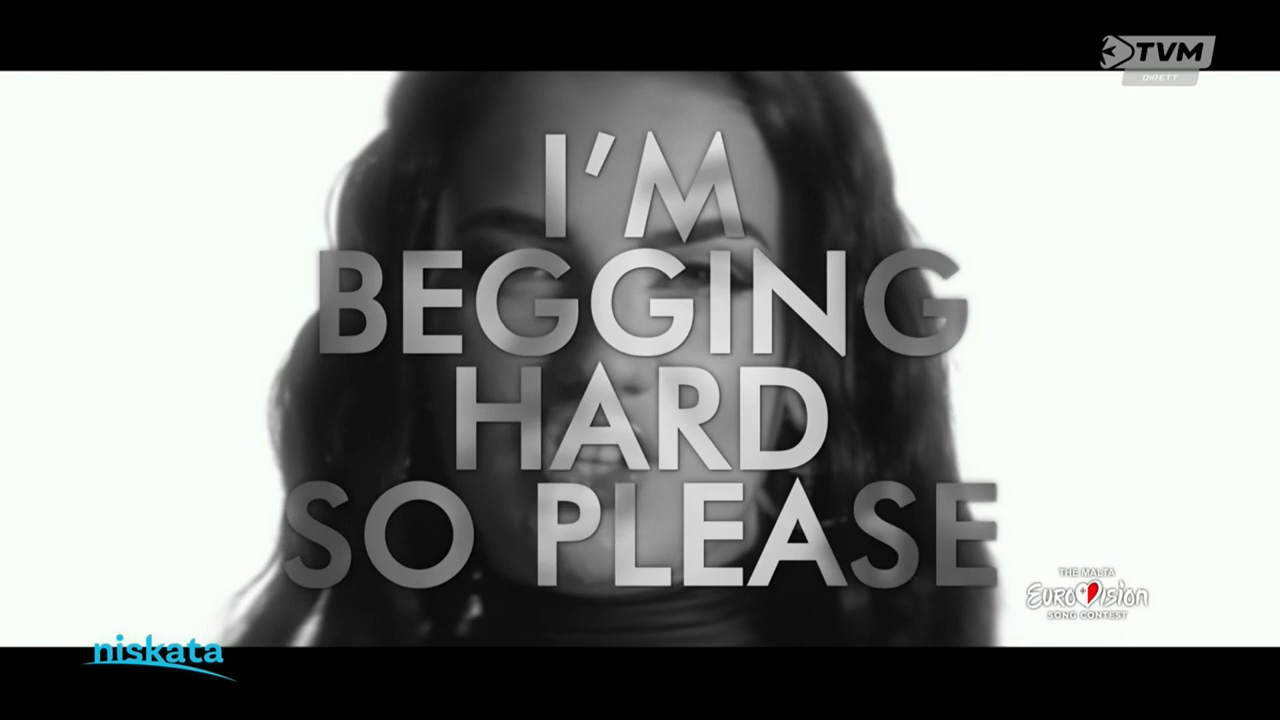 TVM
DIRETT
I'M
BEGGING
HARD
SO PLEASE
THE MALTA
EUROVISION
SONG CONTEST
niskata